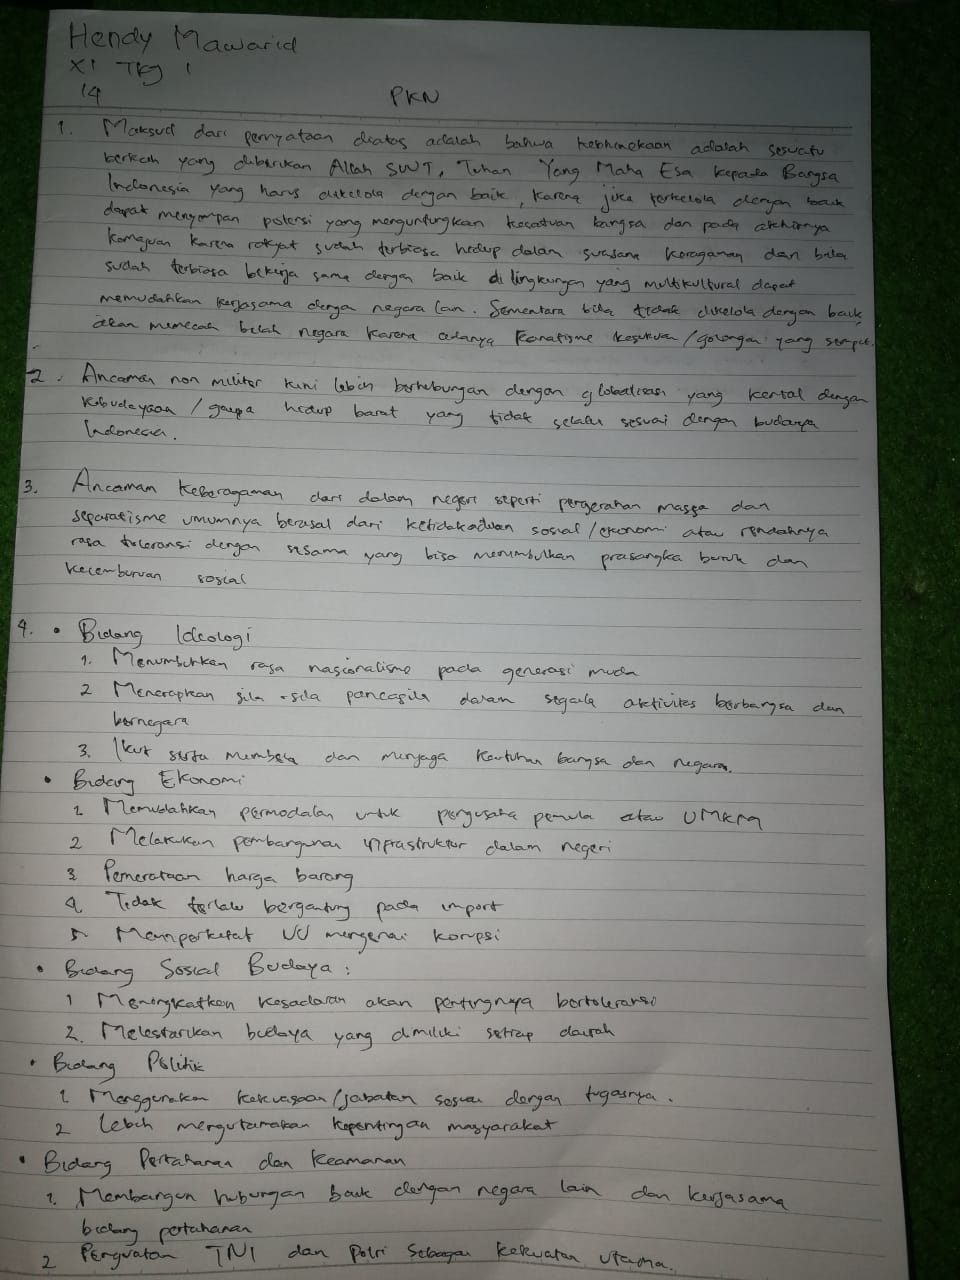 Hendy Mawarid
XI TKJ 1
14
PKN
1. Maksud dari pernyataan diatas adalah bahwa kebhinekaan adalah sesuatu
berkah yang diberikan Allah SWT, Tuhan Yang Maha Esa kepada Bangsa
Indonesia yang harus dikelola dengan baik, karena jika terkelola dengan baik
dapat menyimpan potensi yang menguntungkan kesatuan bangsa dan pada akhirnya
kemajuan karena rakyat sudah terbiasa hidup dalam suasana keragaman dan bila
sudah terbiasa bekerja sama dengan baik di lingkungan yang multikultural dapat
memudahkan kerjasama dengan negara lain. Sementara bila tidak dikelola dengan baik,
akan memecah belah negara karena adanya fanatisme kesukuan/golongan yang sempit.
2. Ancaman non militer kini lebih berhubungan dengan globalisasi yang kental dengan
kebudayaan / gaya hidup barat yang tidak selalu sesuai dengan budaya
Indonesia.
3. Ancaman keberagaman dari dalam negeri seperti pergerakan massa dan
separatisme umumnya berasal dari ketidakadilan sosial/ekonomi atau rendahnya
rasa toleransi dengan sesama yang bisa menimbulkan prasangka buruk dan
kecemburuan sosial
4. • Bidang Ideologi
1. Menumbuhkan rasa nasionalisme pada generasi muda
2 Menerapkan sila-sila pancasila dalam segala aktivitas berbangsa dan
bernegara
3. Ikut serta membela dan menjaga keutuhan bangsa dan negara.
• Bidang Ekonomi
1 Memudahkan permodalan untuk pengusaha pemula atau UMKM
2 Melakukan pembangunan infrastruktur dalam negeri
3 Pemerataan harga barang
4 Tidak terlalu bergantung pada import
5. Memperketat UU mengenai korupsi
• Bidang Sosial Budaya :
1 Meningkatkan kesadaran akan pentingnya bertoleransi
2. Melestarikan budaya yang dimiliki setiap daerah
• Bidang Politik
1. Menggunakan kekuasaan/jabatan sesuai dengan tugasnya.
2 Lebih mengutamakan kepentingan masyarakat
• Bidang Pertahanan dan Keamanan
1. Membangun hubungan baik dengan negara lain dan kerjasama
bidang pertahanan
2 Penguatan TNI dan Polri sebagai kekuatan utama.